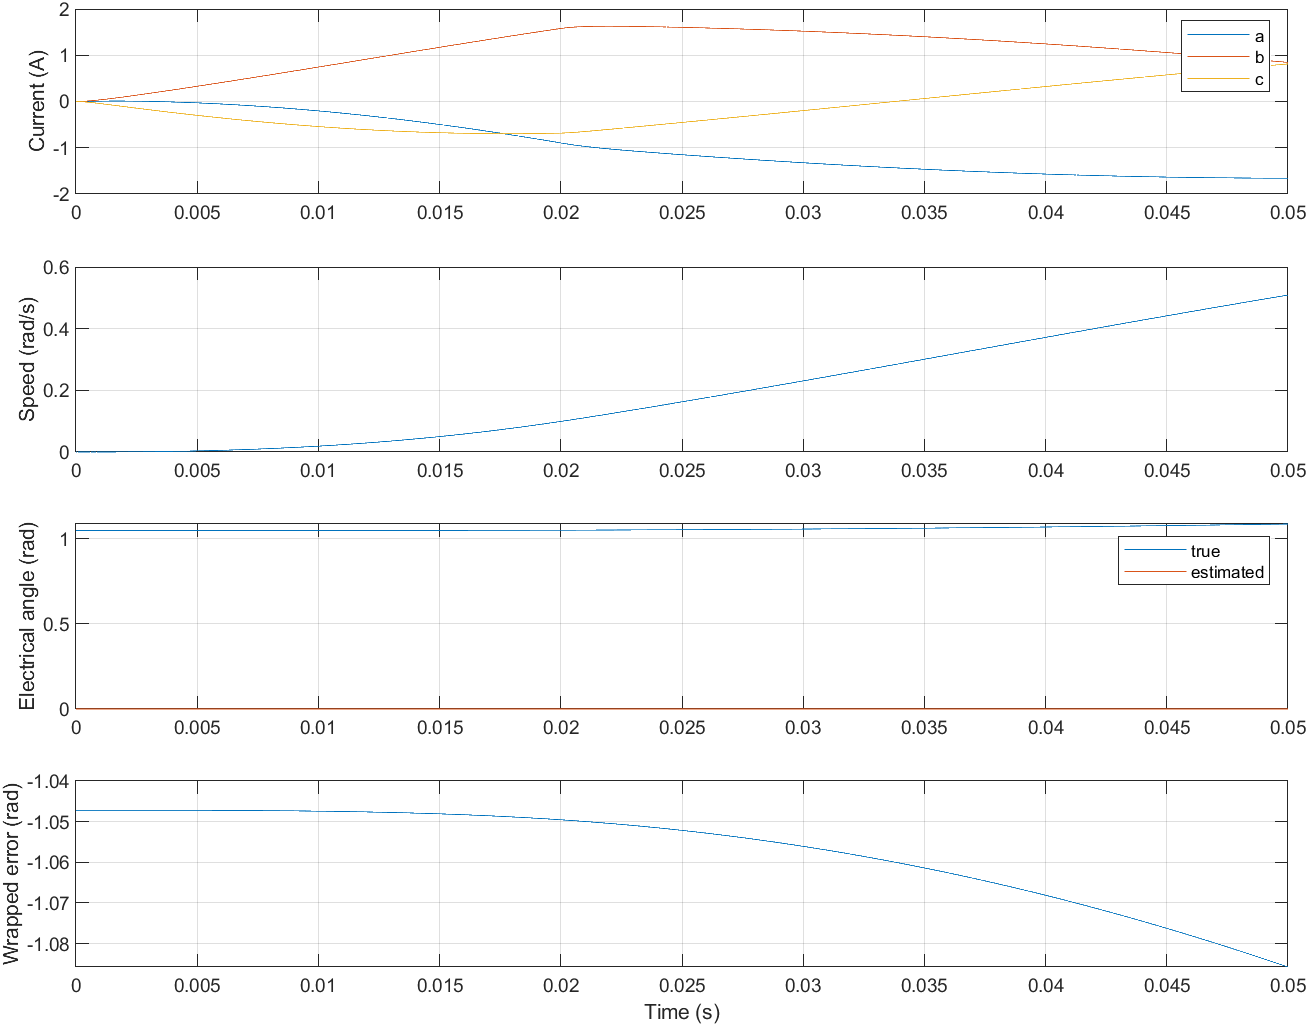 Current (A)
2
1
0
-1
-2
a
b
c
0 0.005 0.01 0.015 0.02 0.025 0.03 0.035 0.04 0.045 0.05
Speed (rad/s)
0.6
0.4
0.2
0
0 0.005 0.01 0.015 0.02 0.025 0.03 0.035 0.04 0.045 0.05
Electrical angle (rad)
1
0.5
0
true
estimated
0 0.005 0.01 0.015 0.02 0.025 0.03 0.035 0.04 0.045 0.05
Wrapped error (rad)
-1.04
-1.05
-1.06
-1.07
-1.08
0 0.005 0.01 0.015 0.02 0.025 0.03 0.035 0.04 0.045 0.05
Time (s)